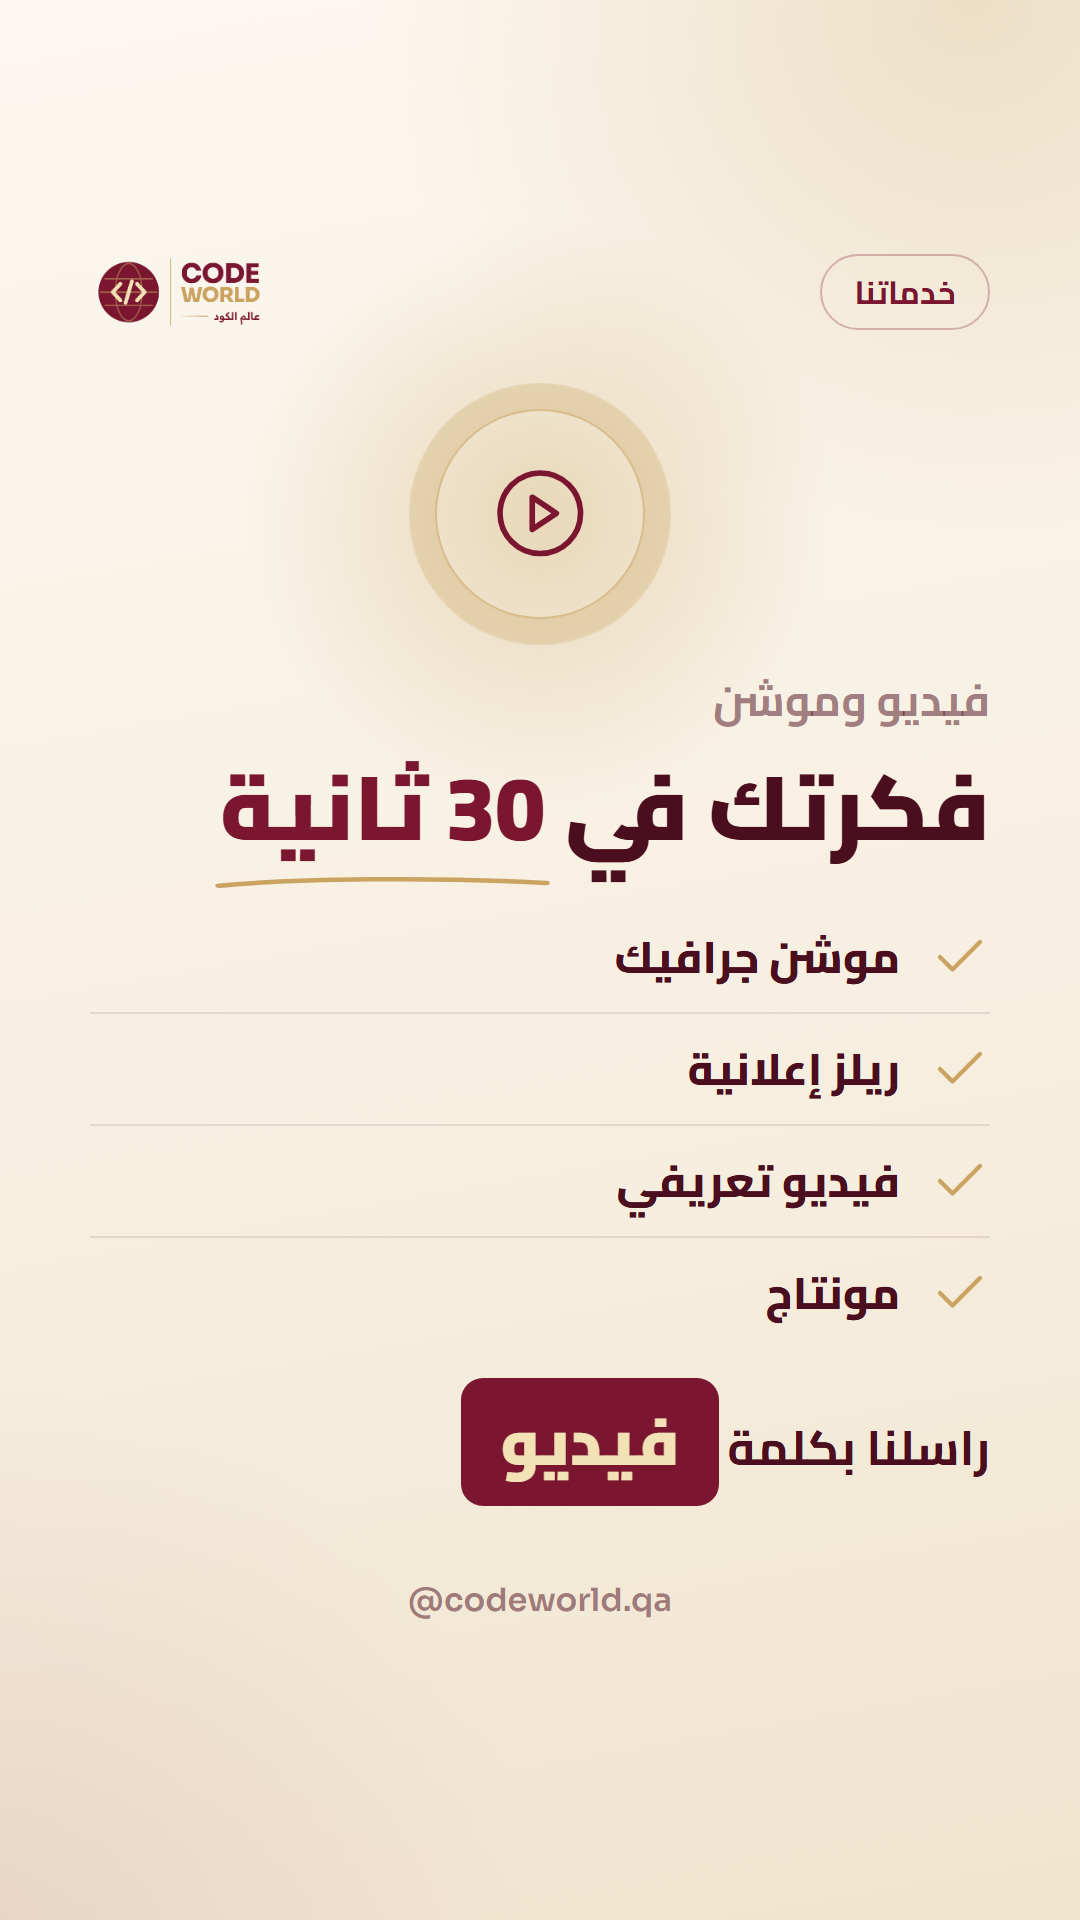 خدماتنا
CODE
WORLD
عالم الكود
فيديو وموشن
فكرتك في 30 ثانية
موشن جرافيك
ريلز إعلانية
فيديو تعريفي
مونتاج
راسلنا بكلمة فيديو
@codeworld.qa